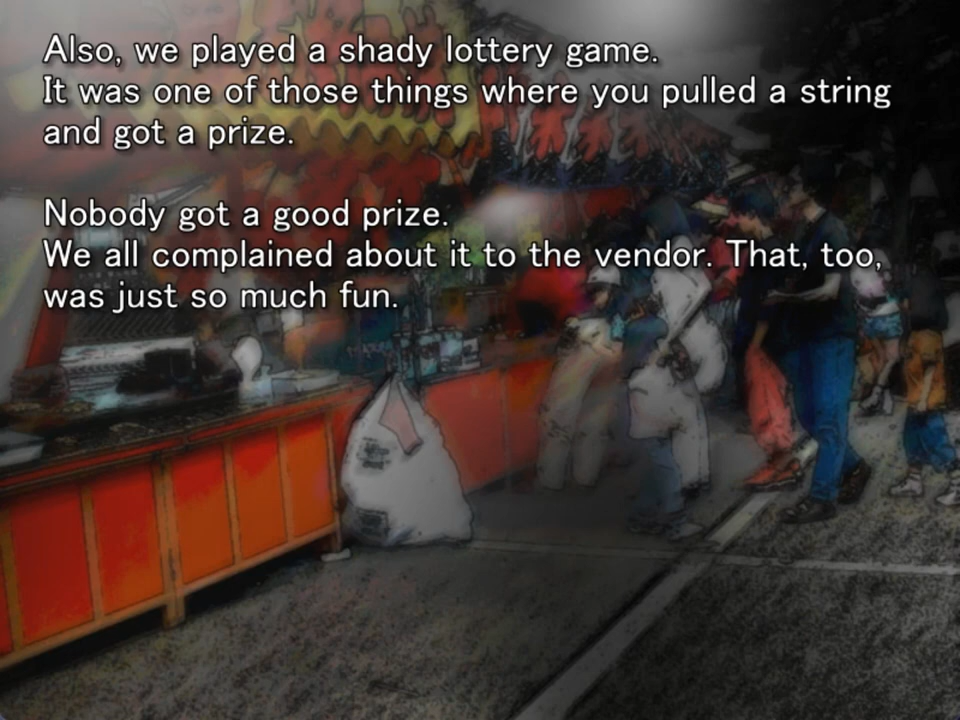 Also, we played a shady lottery game.
It was one of those things where you pulled a string
and got a prize.
Nobody got a good prize.
We all complained about it to the vendor. That, too,
was just so much fun.